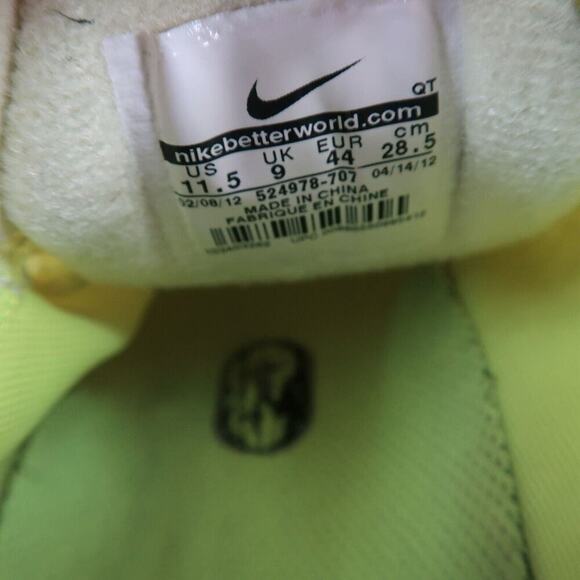 QT
nikebetterworld.com
US UK EUR cm
11.5 9 44 28.5
02/08/12 524978-707 04/14/12
MADE IN CHINA
FABRIQUE EN CHINE
UPC